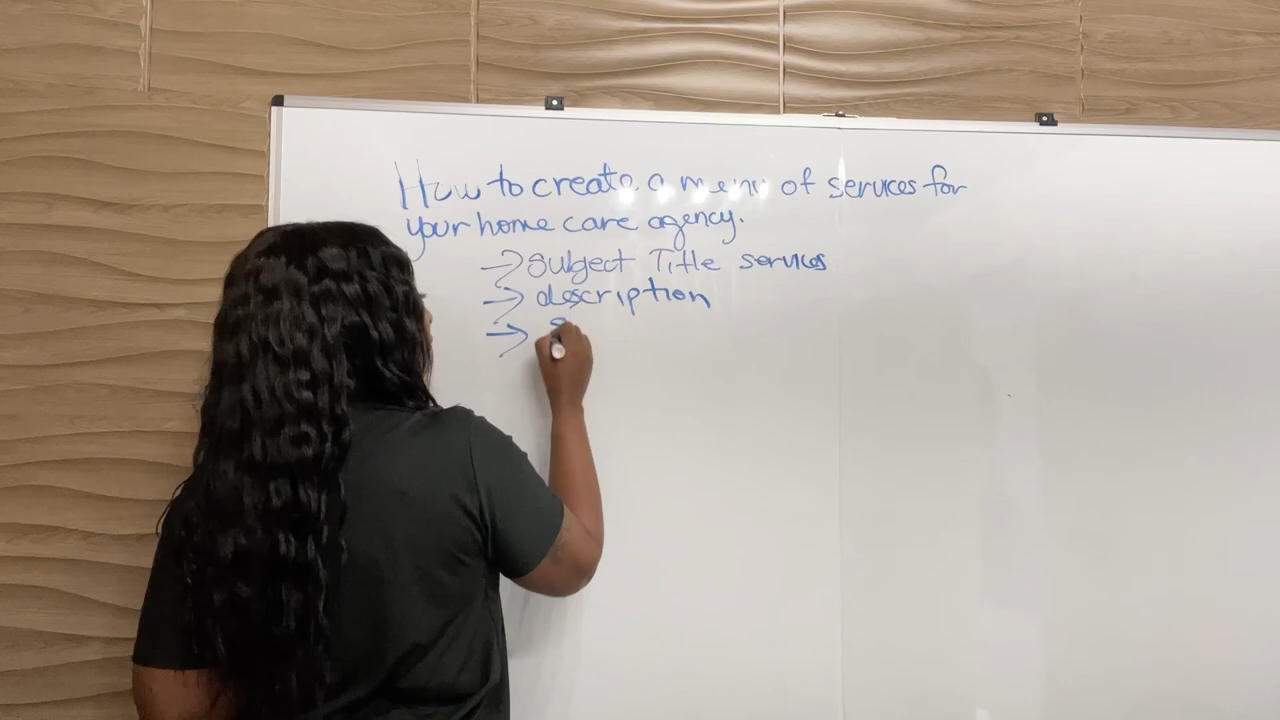 How to create a menu of services for
your home care agency.
→ Subject Title services
→ description
→